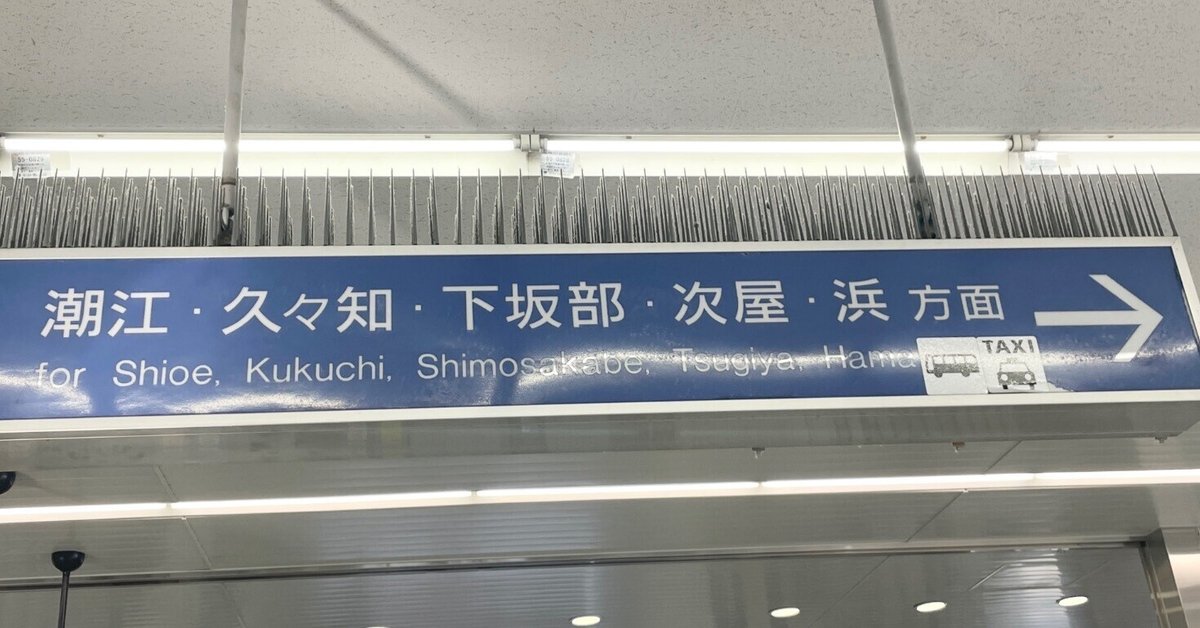 潮江・久々知・下坂部・次屋・浜 方面
for Shioe, Kukuchi, Shimosakabe, Tsugiya, Hama
TAXI